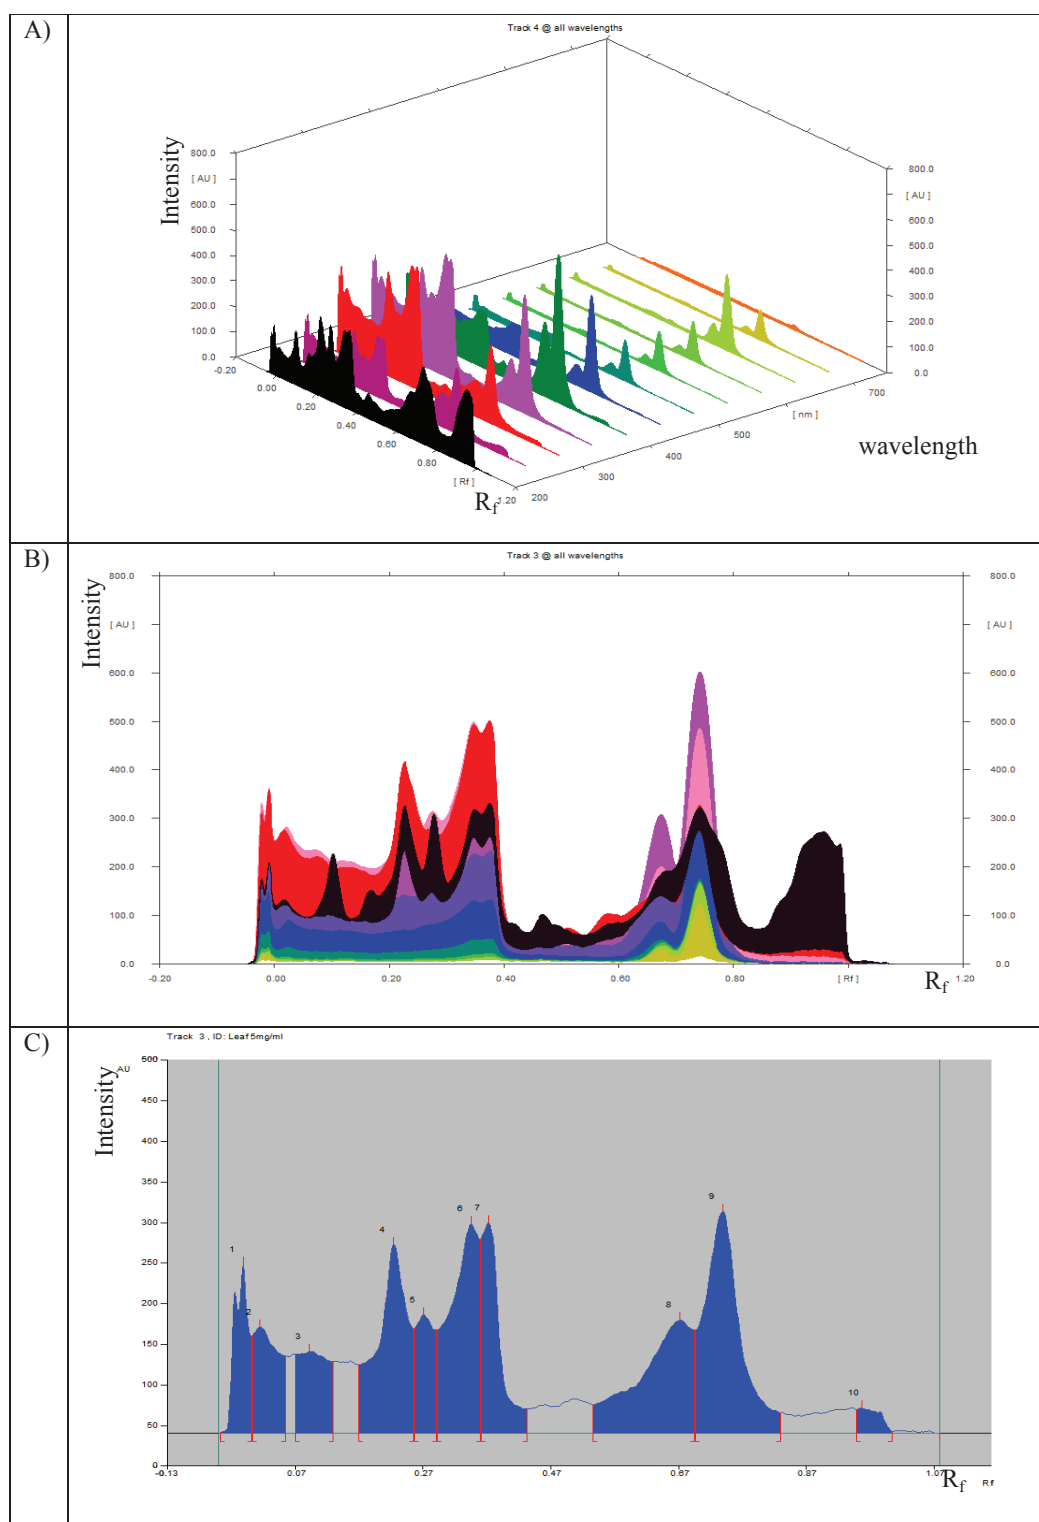 A)
Track 4 @ all wavelengths
Intensity
800.0
[ AU ]
600.0
500.0
400.0
300.0
200.0
100.0
0.0
-0.20
0.00
0.20
0.40
0.60
0.80
[ Rf ]
1.20
Rf
800.0
[ AU ]
600.0
500.0
400.0
300.0
200.0
100.0
0.0
200
300
400
500
[ nm ]
700
wavelength
B)
Track 3 @ all wavelengths
Intensity
800.0
[ AU ]
600.0
500.0
400.0
300.0
200.0
100.0
0.0
800.0
[ AU ]
600.0
500.0
400.0
300.0
200.0
100.0
0.0
-0.20 0.00 0.20 0.40 0.60 0.80 [ Rf ] Rf 1.20
C)
Track 3 , ID: Leaf5mg/ml
Intensity
AU
500
450
400
350
300
250
200
150
100
50
0
1 2 3 4 5 6 7 8 9 10
-0.13 0.07 0.27 0.47 0.67 0.87 1.07 Rf Rf